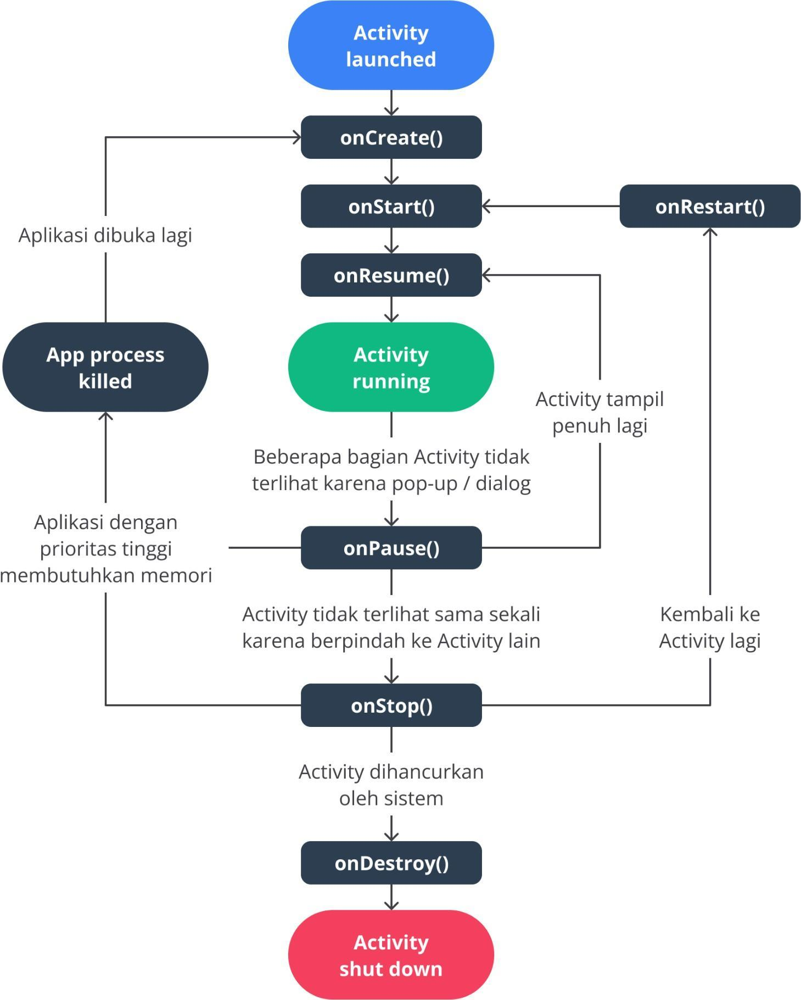 Activity
launched
onCreate()
onStart()
onRestart()
Aplikasi dibuka lagi
onResume()
App process
killed
Activity
running
Activity tampil
penuh lagi
Beberapa bagian Activity tidak
terlihat karena pop-up / dialog
Aplikasi dengan
prioritas tinggi
membutuhkan memori
onPause()
Activity tidak terlihat sama sekali
karena berpindah ke Activity lain
Kembali ke
Activity lagi
onStop()
Activity dihancurkan
oleh sistem
onDestroy()
Activity
shut down